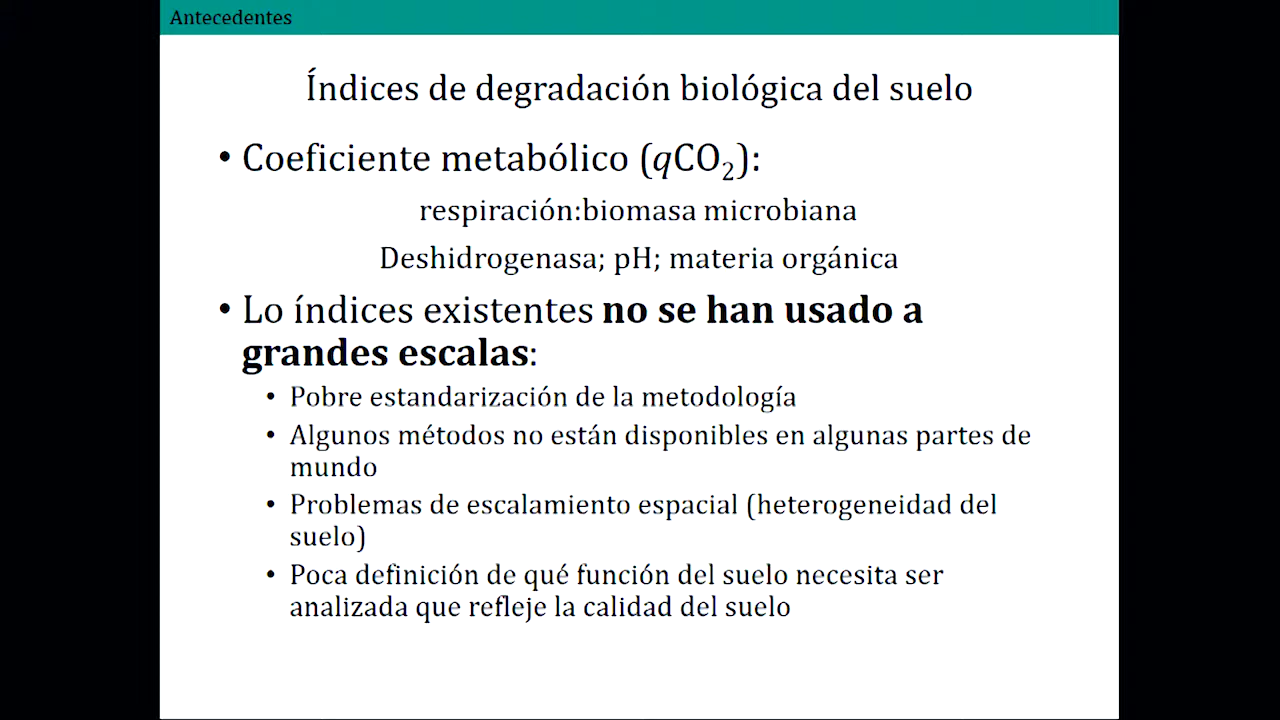 Antecedentes
Índices de degradación biológica del suelo
• Coeficiente metabólico (qCO₂):
respiración:biomasa microbiana
Deshidrogenasa; pH; materia orgánica
• Lo índices existentes no se han usado a
grandes escalas:
• Pobre estandarización de la metodología
• Algunos métodos no están disponibles en algunas partes de
mundo
• Problemas de escalamiento espacial (heterogeneidad del
suelo)
• Poca definición de qué función del suelo necesita ser
analizada que refleje la calidad del suelo